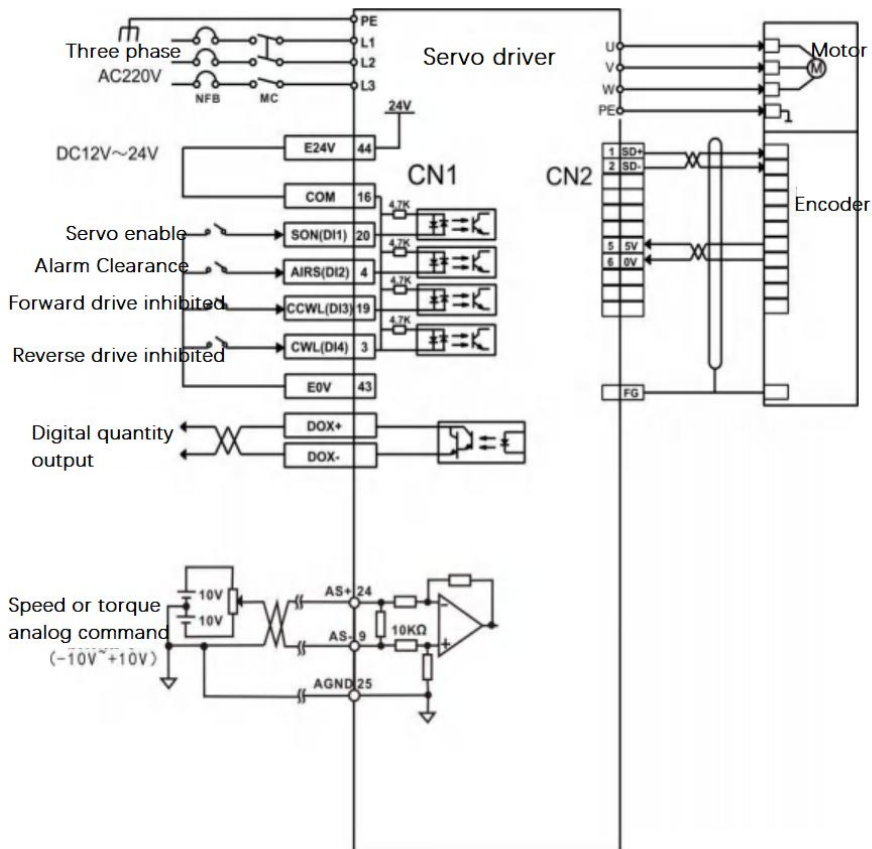 PE
Three phase
AC220V
L1
L2
L3
NFB
MC
Servo driver
U
V
W
PE
Motor
M
24V
DC12V～24V
E24V 44
COM 16
CN1
CN2
1 SD+
2 SD-
Encoder
4.7K
Servo enable
SON(DI1) 20
4.7K
Alarm Clearance
AIRS(DI2) 4
5 5V
6 0V
4.7K
Forward drive inhibited
CCWL(DI3) 19
4.7K
Reverse drive inhibited
CWL(DI4) 3
E0V 43
FG
Digital quantity
output
DOX+
DOX-
Speed or torque
analog command
(-10V~+10V)
10V
10V
AS+ 24
AS- 9
10KΩ
AGND 25